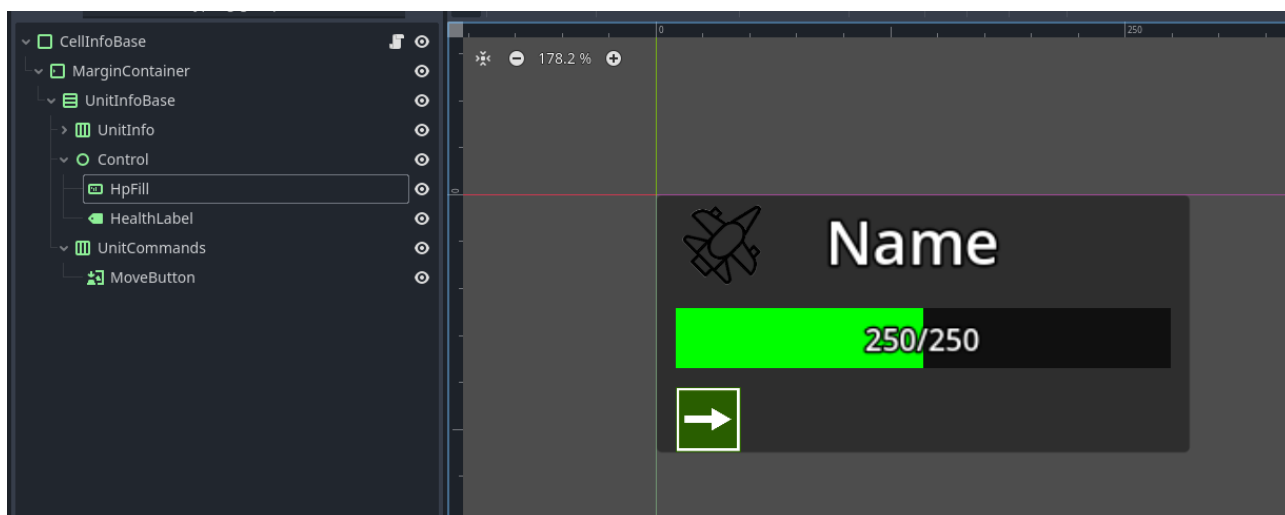 CellInfoBase
MarginContainer
UnitInfoBase
UnitInfo
Control
HpFill
HealthLabel
UnitCommands
MoveButton
0
250
178.2 %
0
Name
250/250